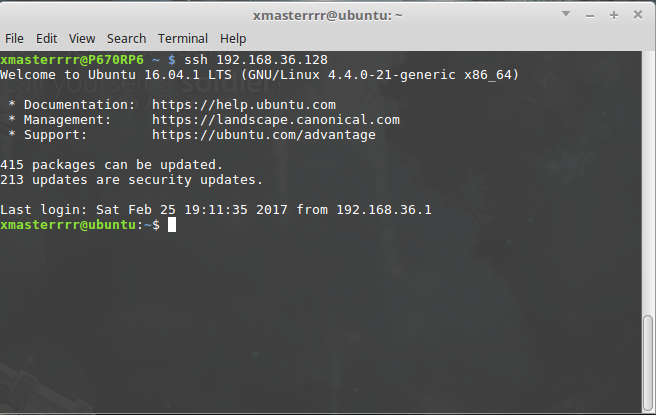 xmasterrrr@ubuntu: ~
File Edit View Search Terminal Help
xmasterrrr@P670RP6 ~ $ ssh 192.168.36.128
Welcome to Ubuntu 16.04.1 LTS (GNU/Linux 4.4.0-21-generic x86_64)
* Documentation: https://help.ubuntu.com
* Management: https://landscape.canonical.com
* Support: https://ubuntu.com/advantage
415 packages can be updated.
213 updates are security updates.
Last login: Sat Feb 25 19:11:35 2017 from 192.168.36.1
xmasterrrr@ubuntu:~$